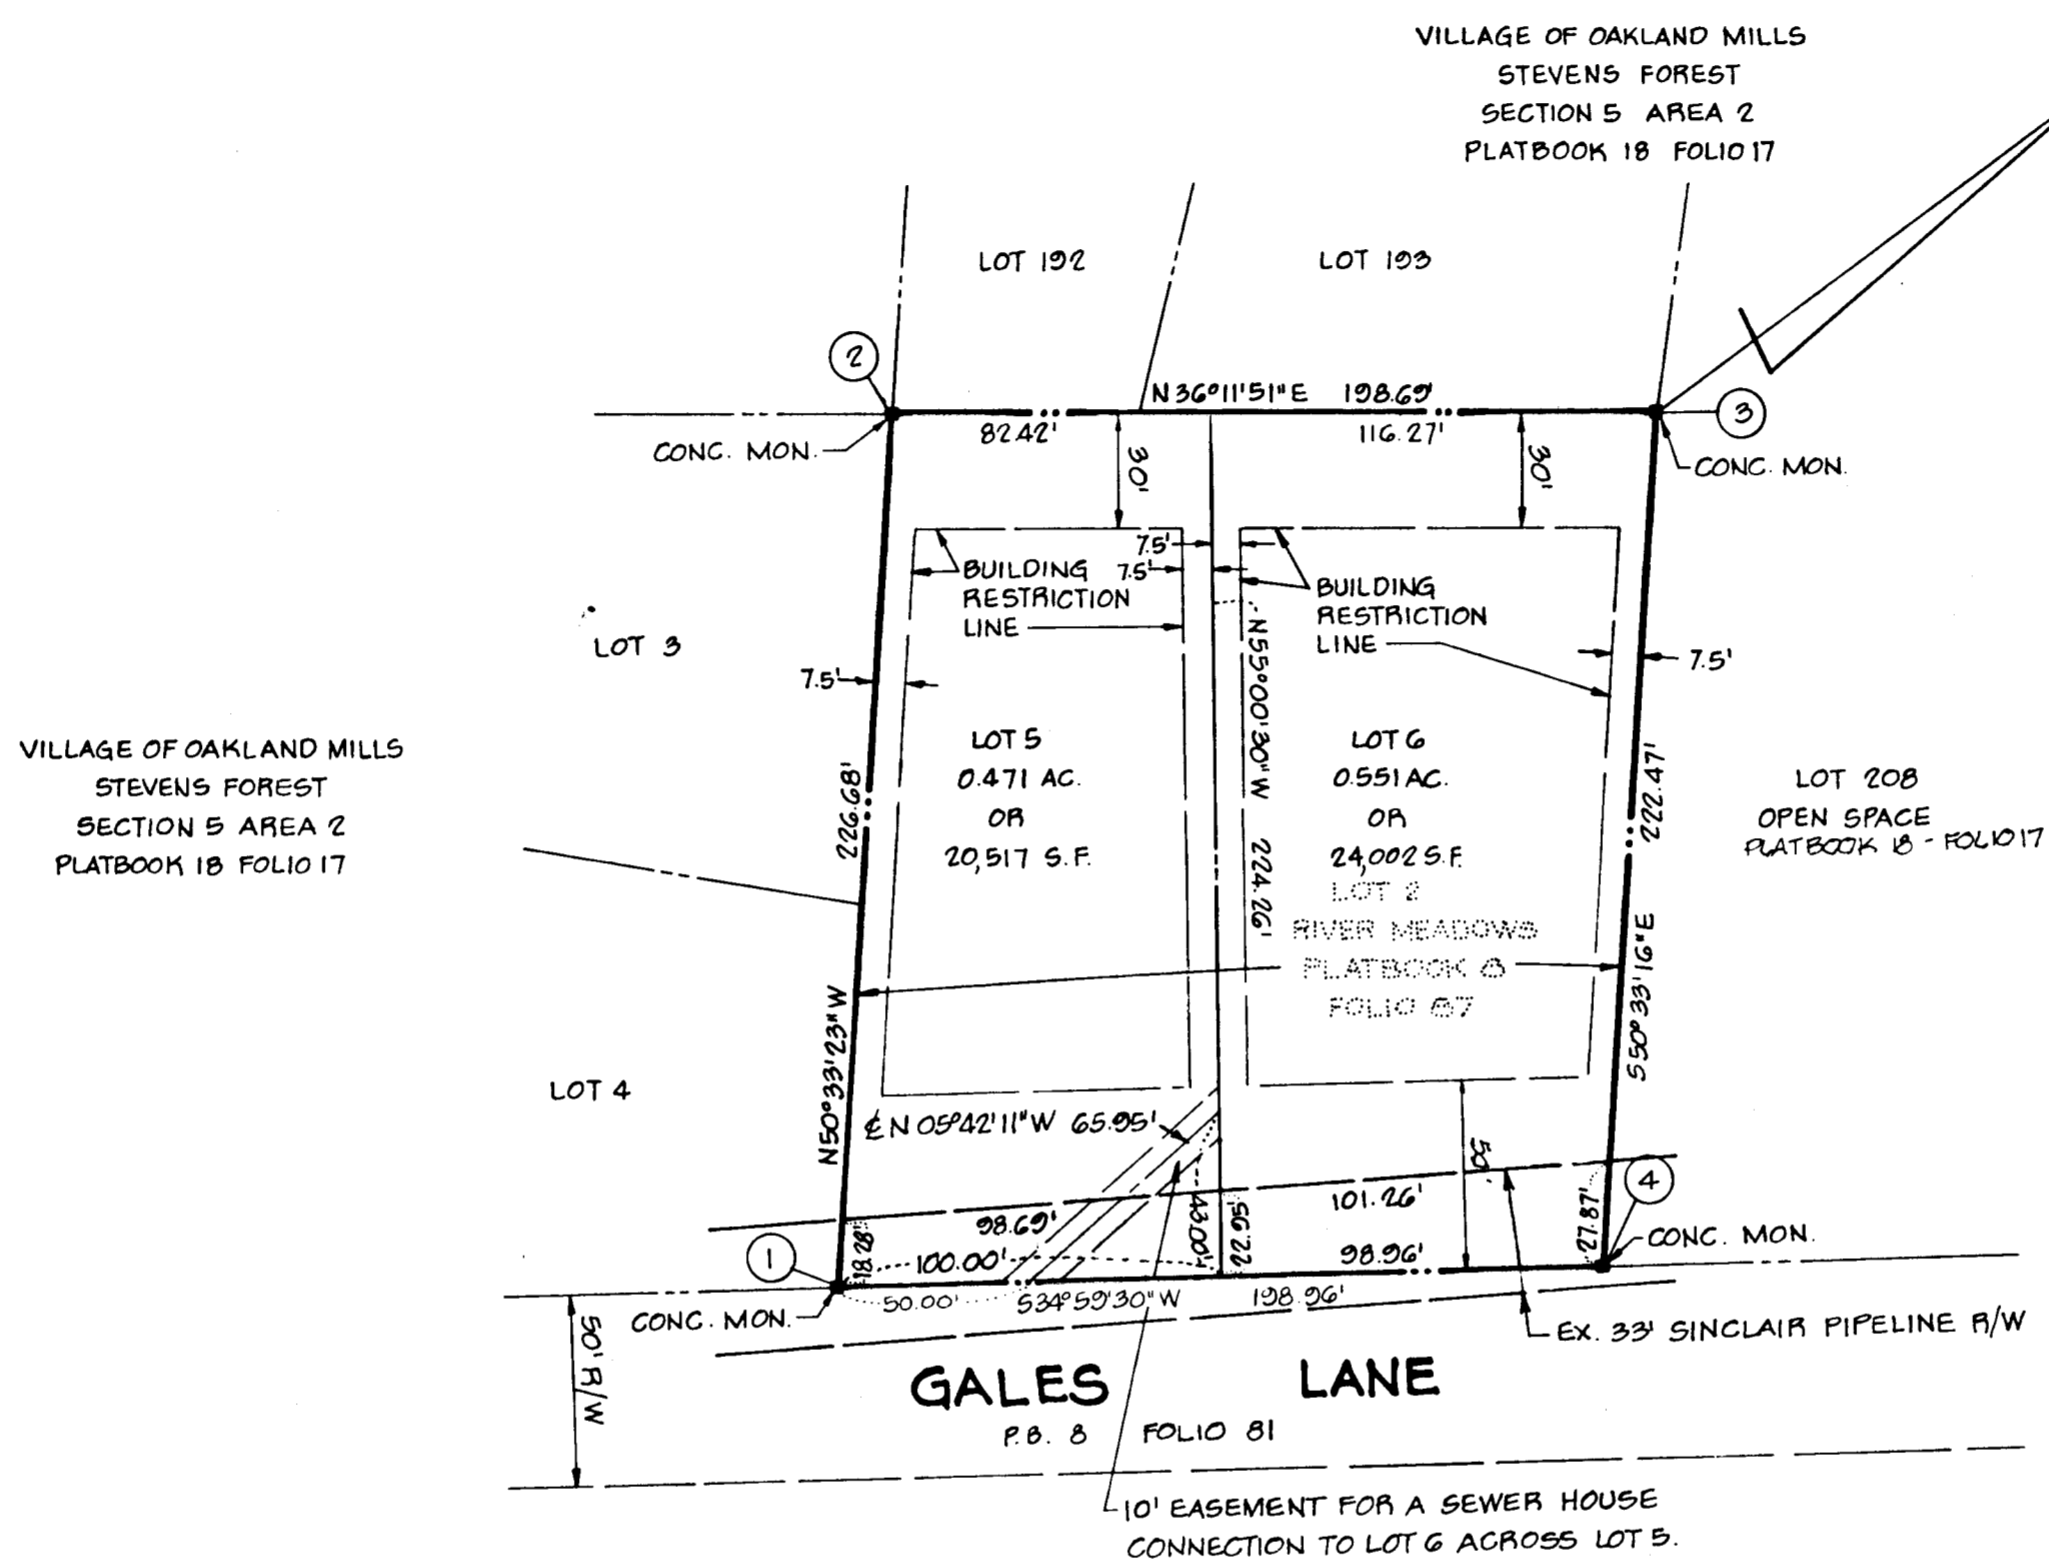 VILLAGE OF OAKLAND MILLS
STEVENS FOREST
SECTION 5 AREA 2
PLATBOOK 18 FOLIO 17
LOT 192
LOT 193
2
N 36°11'51"E 198.69'
3
82.42'
116.27'
CONC. MON.
CONC. MON.
30'
30'
7.5'
7.5'
BUILDING
RESTRICTION
LINE
BUILDING
RESTRICTION
LINE
LOT 3
7.5'
7.5'
N55°00'30"W 224.26'
VILLAGE OF OAKLAND MILLS
STEVENS FOREST
SECTION 5 AREA 2
PLATBOOK 18 FOLIO 17
226.68'
N50°33'23"W
LOT 5
0.471 AC.
OR
20,517 S.F.
LOT 6
0.551 AC.
OR
24,002 S.F.
LOT 2
RIVER MEADOWS
PLATBOOK 8
FOLIO 67
222.47'
S50°33'16"E
LOT 208
OPEN SPACE
PLATBOOK 18 - FOLIO 17
LOT 4
℄ N 05°42'11"W 65.95'
50'
4
1
98.69'
101.26'
18.28'
100.00'
43.00'
22.95
98.96'
27.87'
CONC. MON.
CONC. MON.
50.00'
S34°59'30"W
198.96'
EX. 33' SINCLAIR PIPELINE R/W
50' R/W
GALES LANE
P.B. 8 FOLIO 81
10' EASEMENT FOR A SEWER HOUSE
CONNECTION TO LOT 6 ACROSS LOT 5.